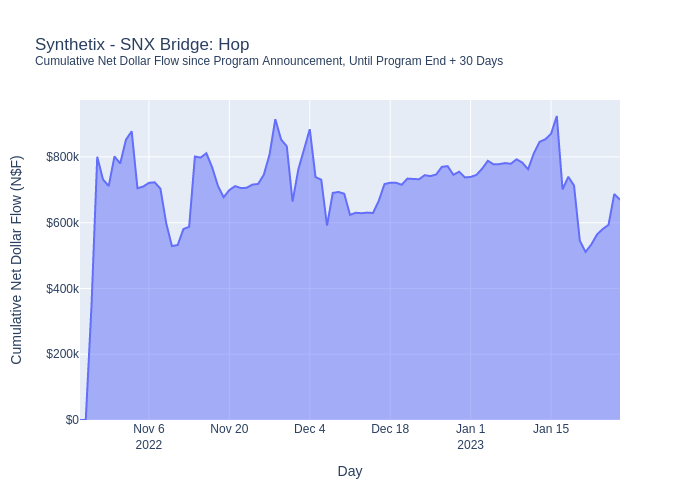 Synthetix - SNX Bridge: Hop
Cumulative Net Dollar Flow since Program Announcement, Until Program End + 30 Days
Cumulative Net Dollar Flow (N$F)
$800k
$600k
$400k
$200k
$0
Nov 6 Nov 20 Dec 4 Dec 18 Jan 1 Jan 15
2022 2023
Day